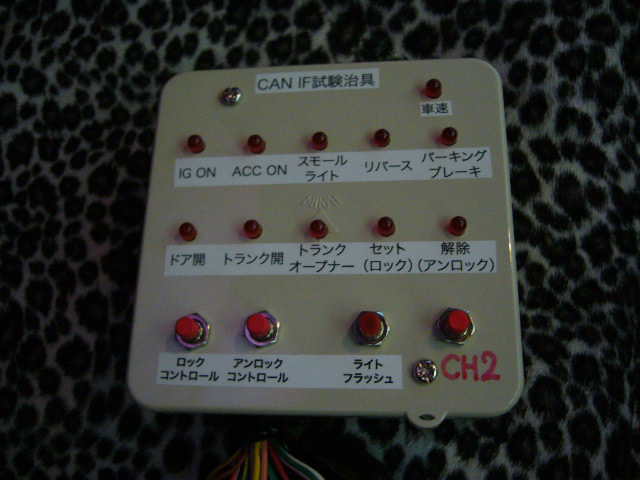 CAN IF試験治具
車速
IG ON
ACC ON
スモール
ライト
リバース
パーキング
ブレーキ
ドア開
トランク開
トランク
オープナー
セット
(ロック)
解除
(アンロック)
ロック
コントロール
アンロック
コントロール
ライト
フラッシュ
CH2